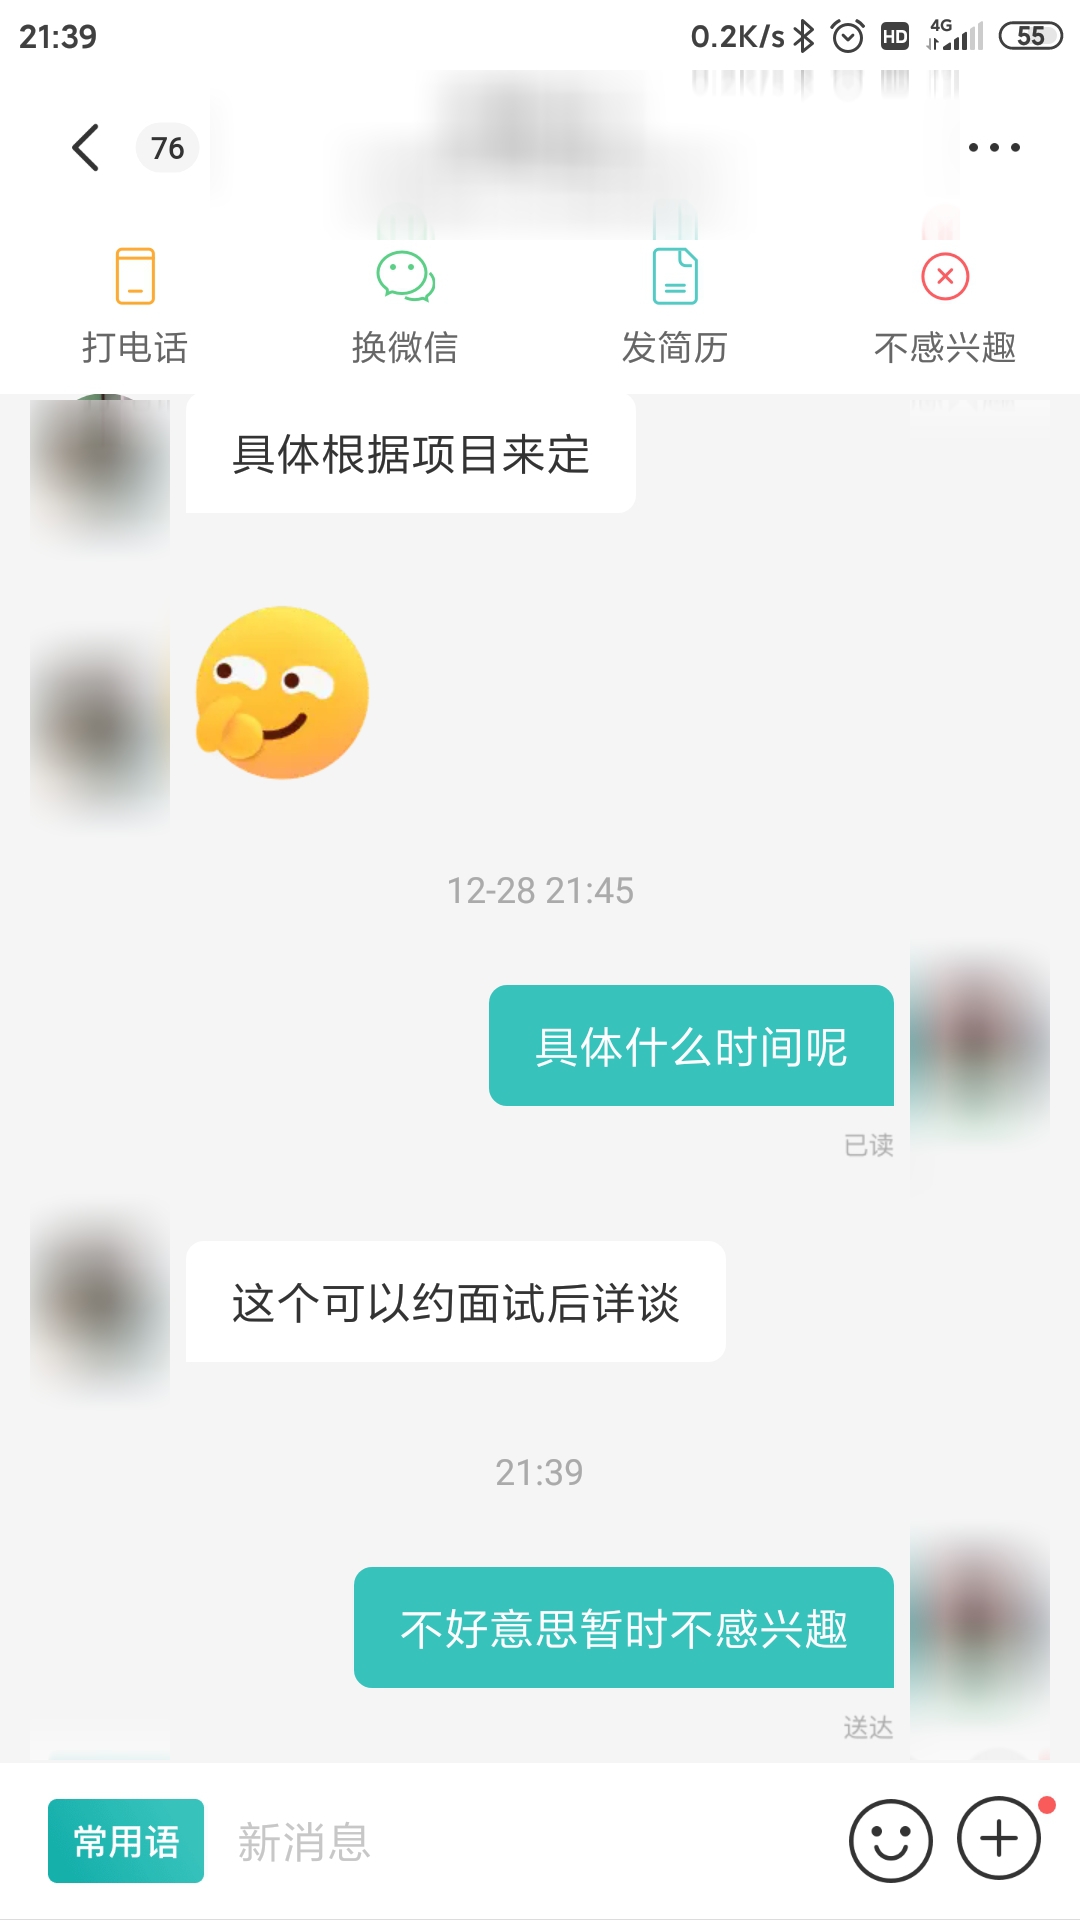 21:39 0.2K/s HD 4G 55
76
打电话 换微信 发简历 不感兴趣
具体根据项目来定
12-28 21:45
具体什么时间呢
已读
这个可以约面试后详谈
21:39
不好意思暂时不感兴趣
送达
常用语 新消息